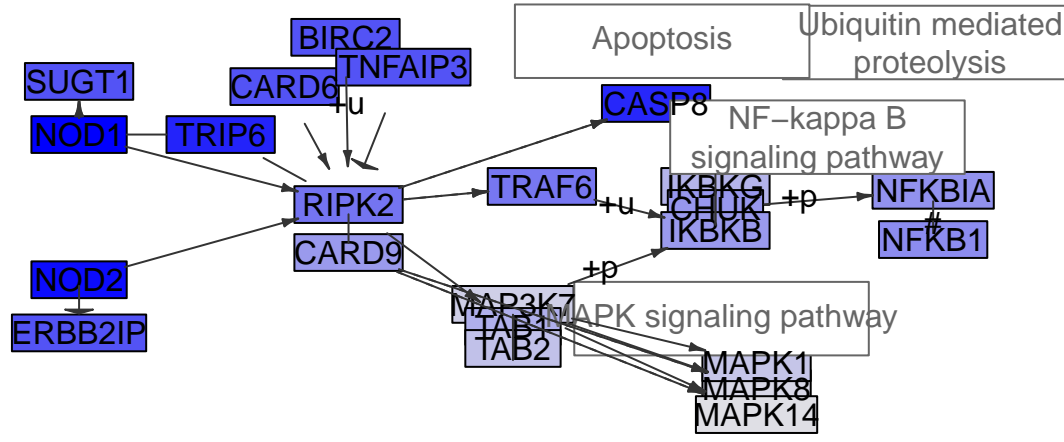 Apoptosis
Ubiquitin mediated
proteolysis
BIRC2
TNFAIP3
SUGT1
CARD6
+u
CASP8
NOD1
TRIP6
NF−kappa B
signaling pathway
RIPK2
TRAF6
+u
IKBKG
CHUK
IKBKB
+p
NFKBIA
#
NFKB1
CARD9
NOD2
+p
ERBB2IP
MAP3K7
TAB1
TAB2
MAPK signaling pathway
MAPK1
MAPK8
MAPK14